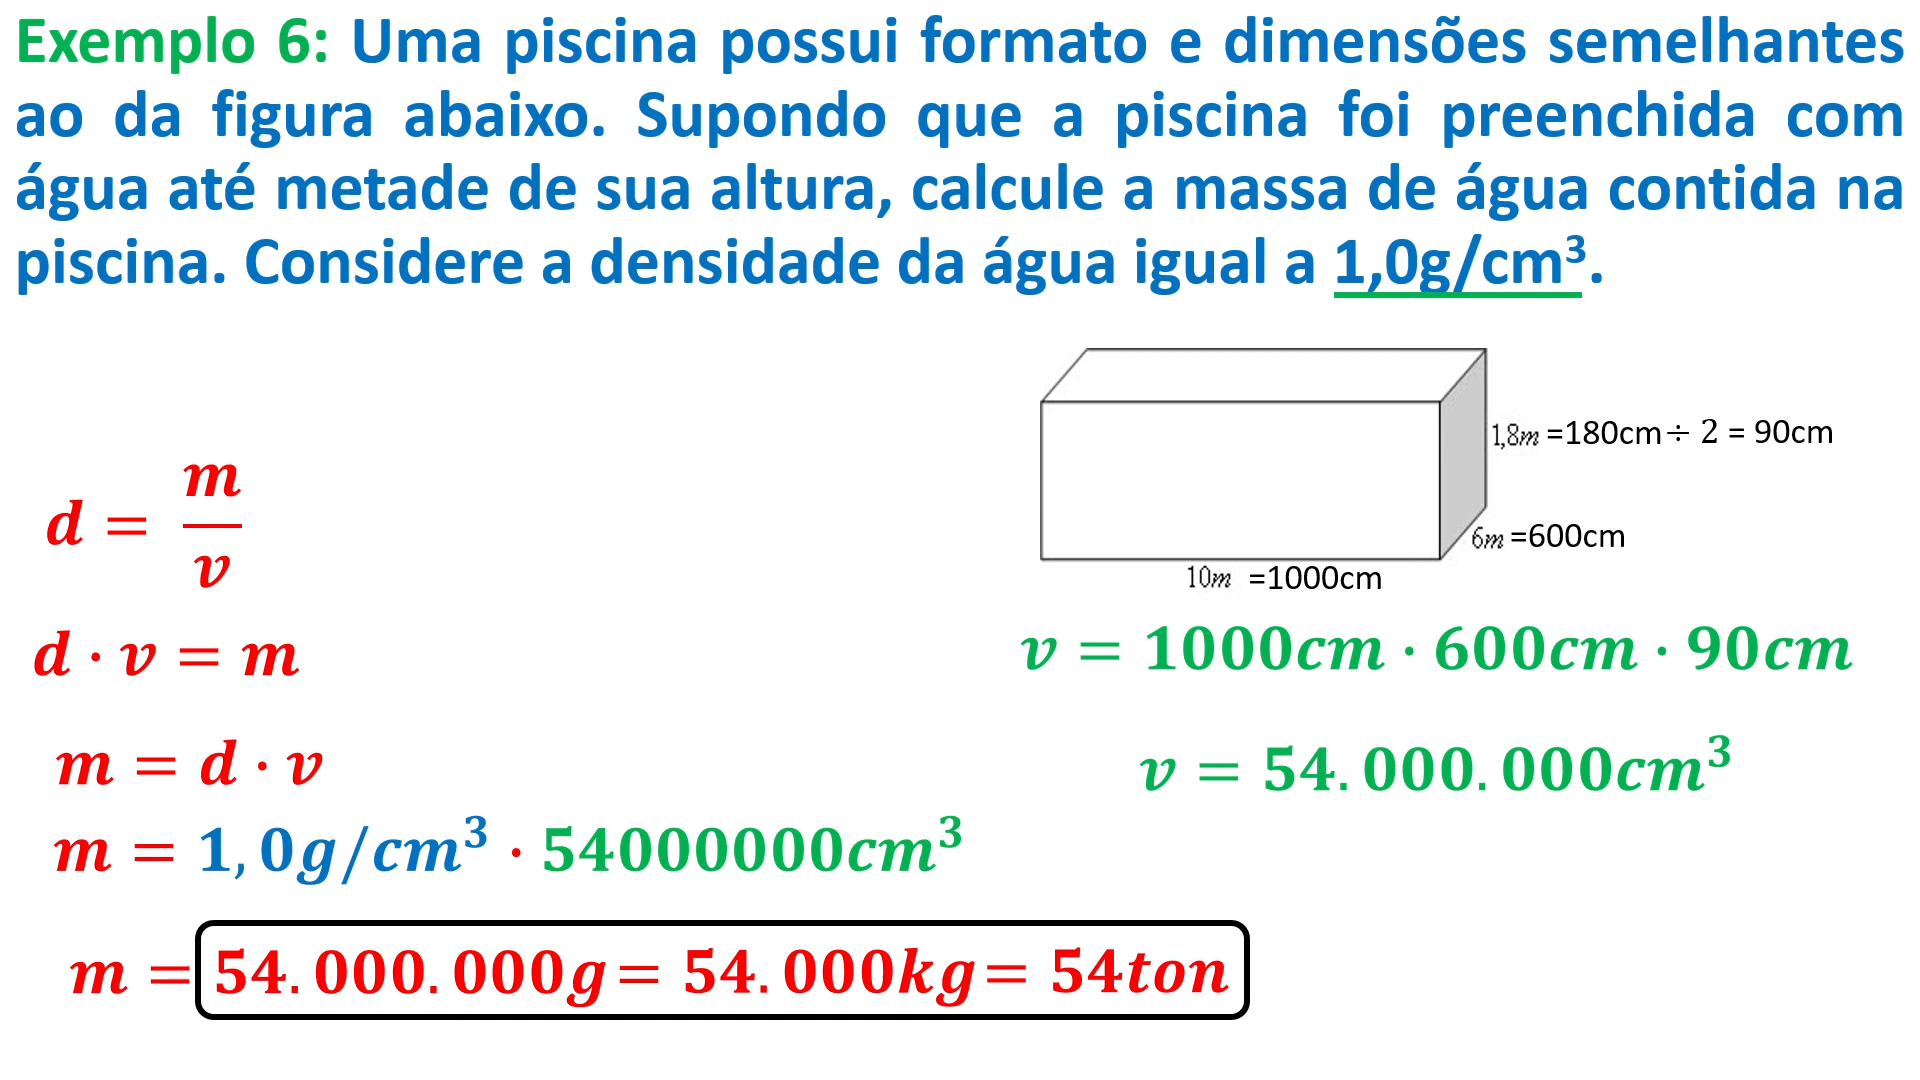 Exemplo 6: Uma piscina possui formato e dimensões semelhantes
ao da figura abaixo. Supondo que a piscina foi preenchida com
água até metade de sua altura, calcule a massa de água contida na
piscina. Considere a densidade da água igual a 1,0g/cm³.
1,8m =180cm ÷ 2 = 90cm
6m =600cm
10m =1000cm
d = m/v
d · v = m
v = 1000cm · 600cm · 90cm
m = d · v
v = 54.000.000cm³
m = 1,0g/cm³ · 54000000cm³
m = 54.000.000g = 54.000kg = 54ton